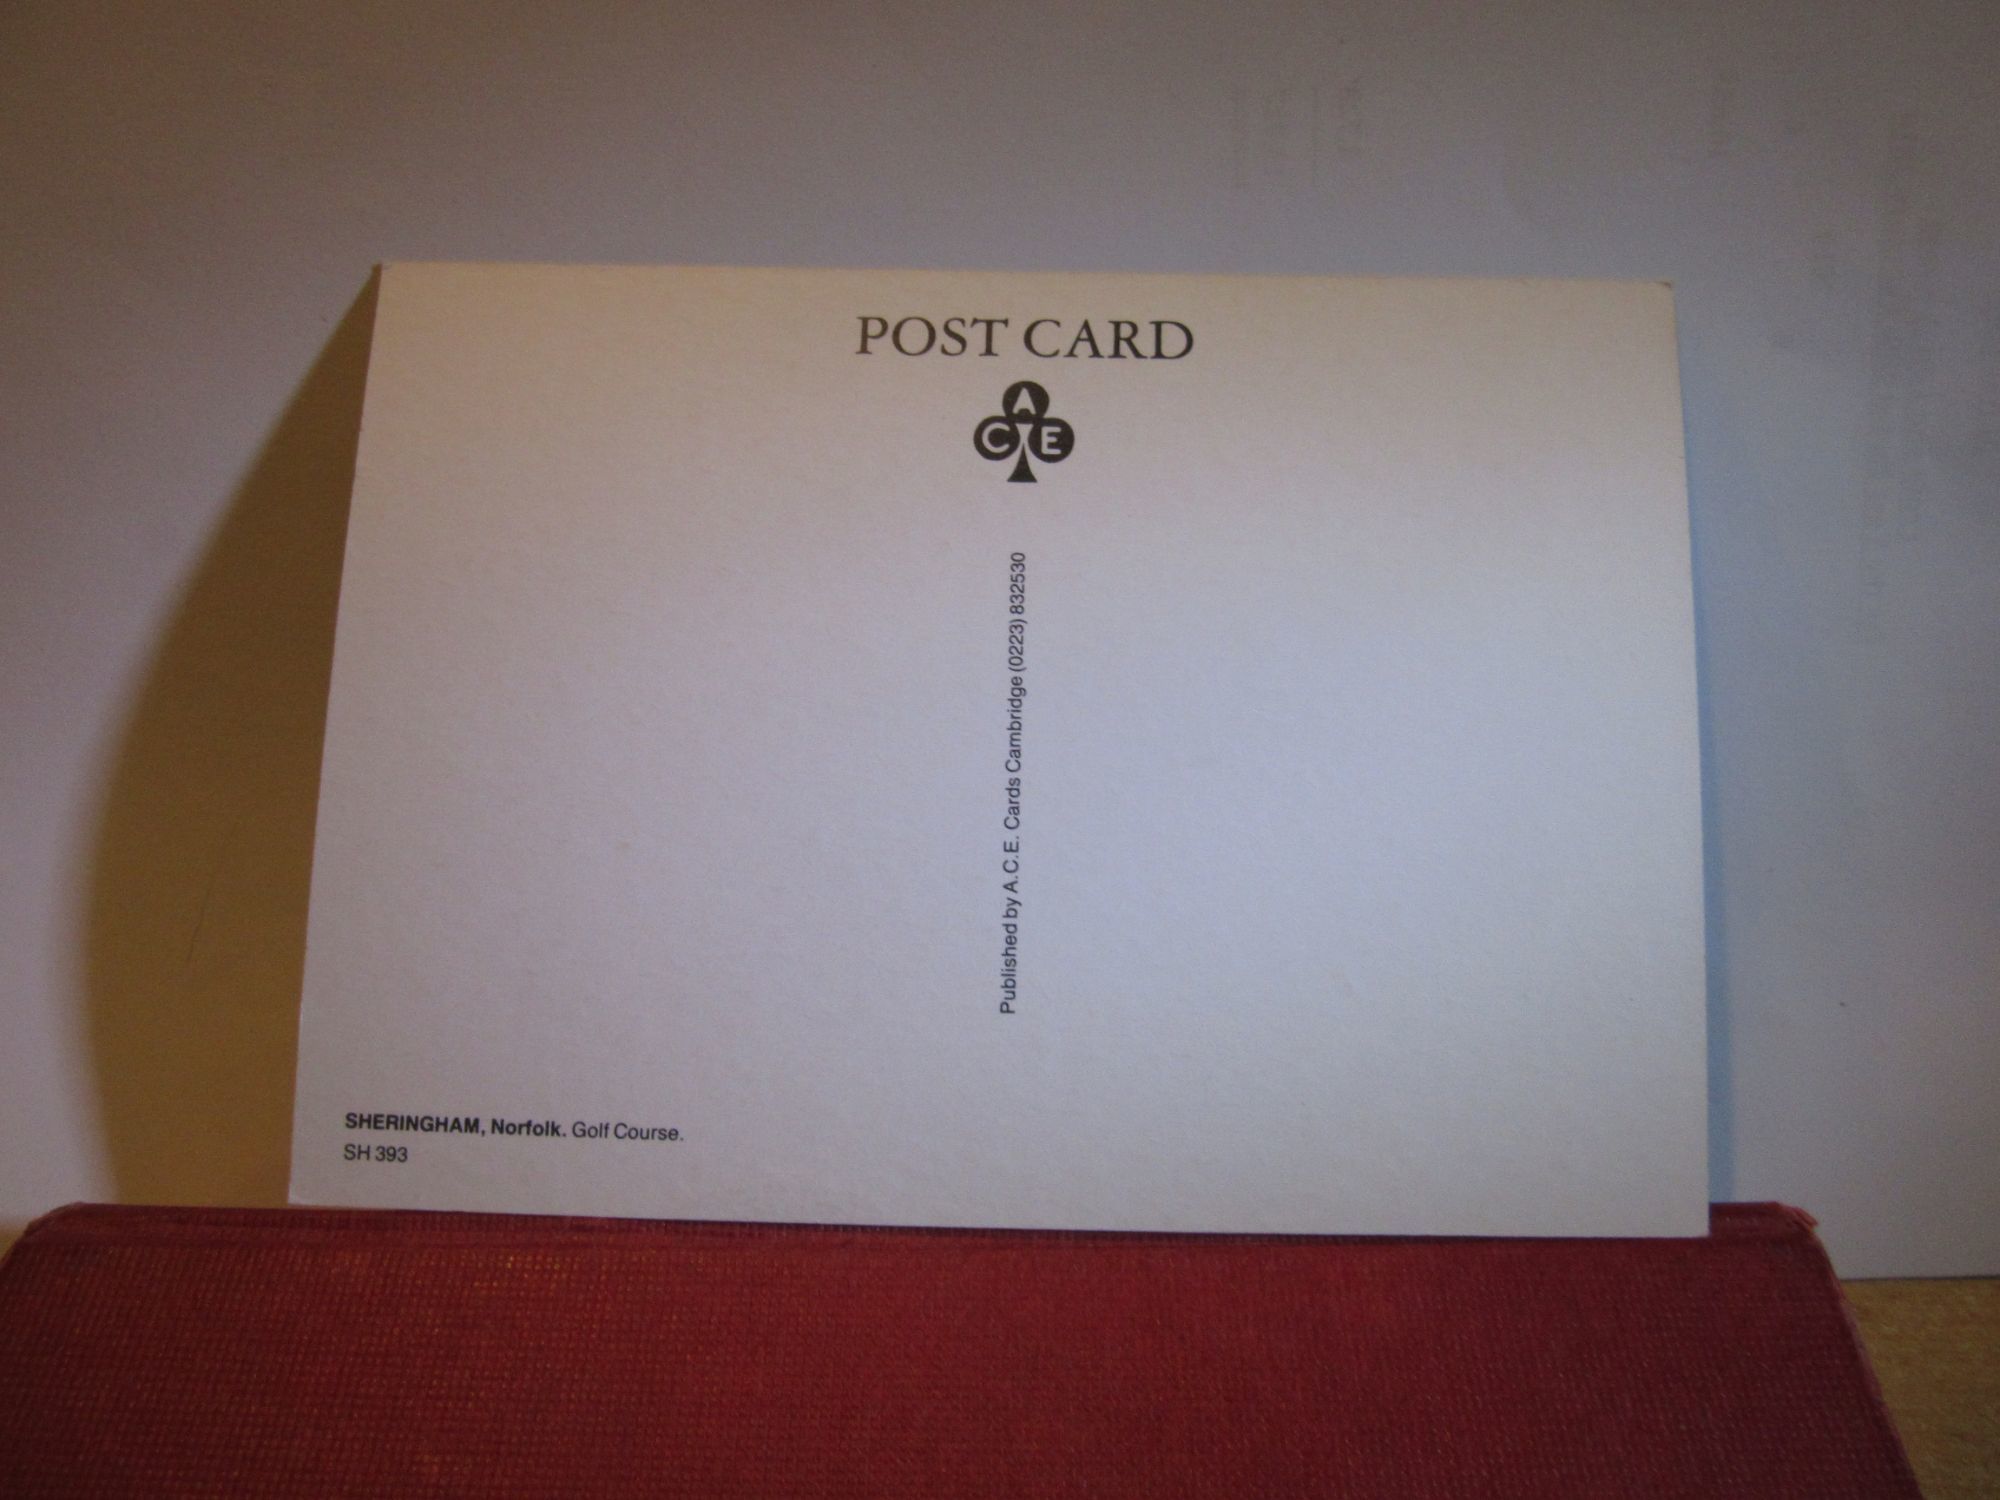 POST CARD
A
C E
Published by A.C.E. Cards Cambridge (0223) 832530
SHERINGHAM, Norfolk. Golf Course.
SH 393